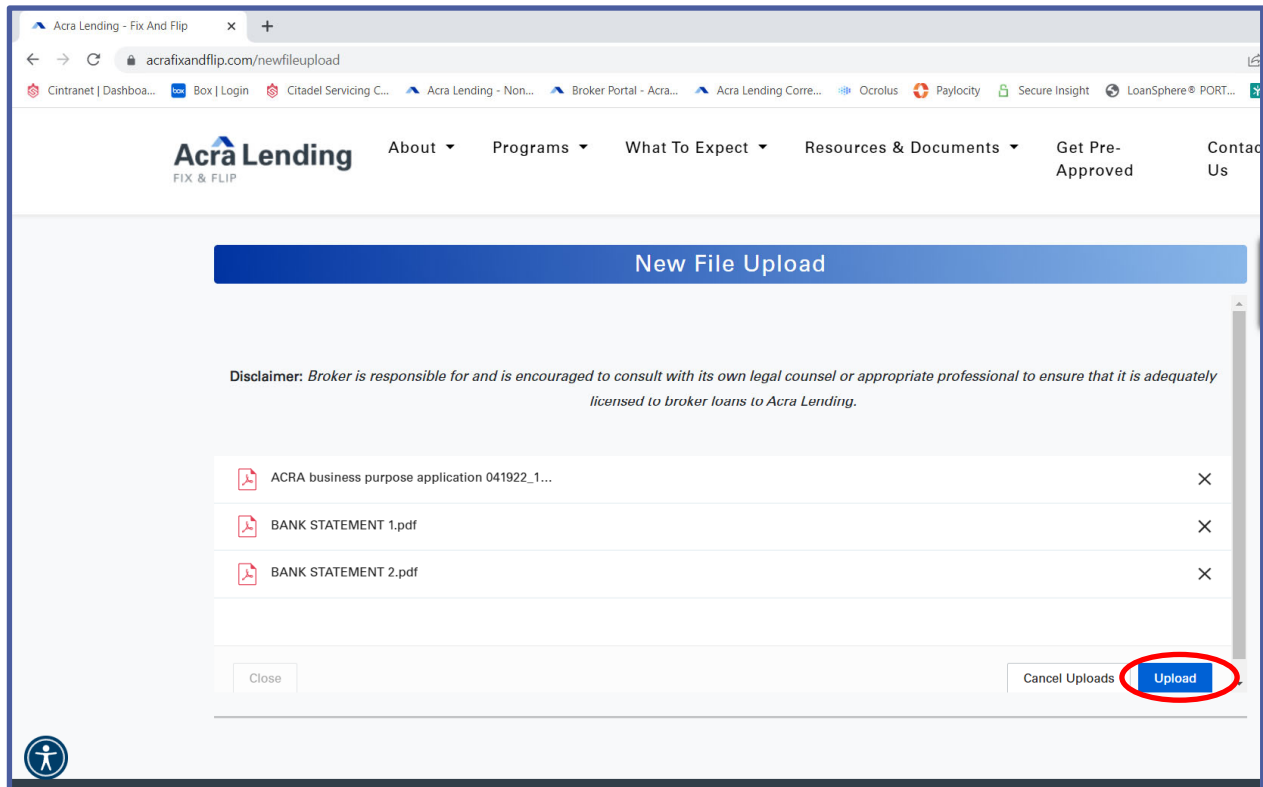 Acra Lending - Fix And Flip
acrafixandflip.com/newfileupload
Cintranet | Dashboa... box Box | Login Citadel Servicing C... Acra Lending - Non... Broker Portal - Acra... Acra Lending Corre... Ocrolus Paylocity Secure Insight LoanSphere® PORT...
Acra Lending
FIX & FLIP
About Programs What To Expect Resources & Documents Get Pre- Contac
Approved Us
New File Upload
Disclaimer: Broker is responsible for and is encouraged to consult with its own legal counsel or appropriate professional to ensure that it is adequately
licensed to broker loans to Acra Lending.
ACRA business purpose application 041922_1...
BANK STATEMENT 1.pdf
BANK STATEMENT 2.pdf
Close Cancel Uploads Upload